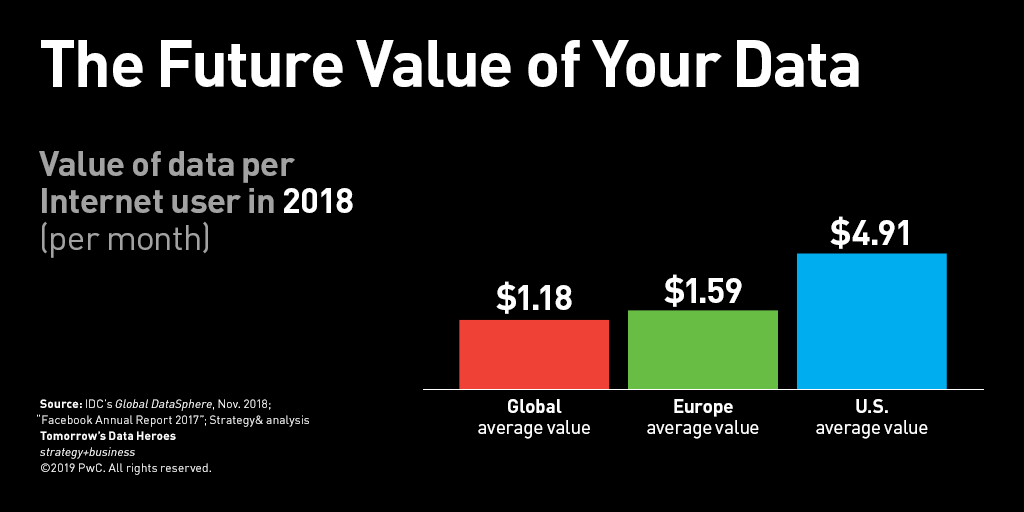 The Future Value of Your Data
Value of data per
Internet user in 2018
(per month)
$1.18
$1.59
$4.91
Global
average value
Europe
average value
U.S.
average value
Source: IDC's Global DataSphere, Nov. 2018;
"Facebook Annual Report 2017"; Strategy& analysis
Tomorrow's Data Heroes
strategy+business
©2019 PwC. All rights reserved.